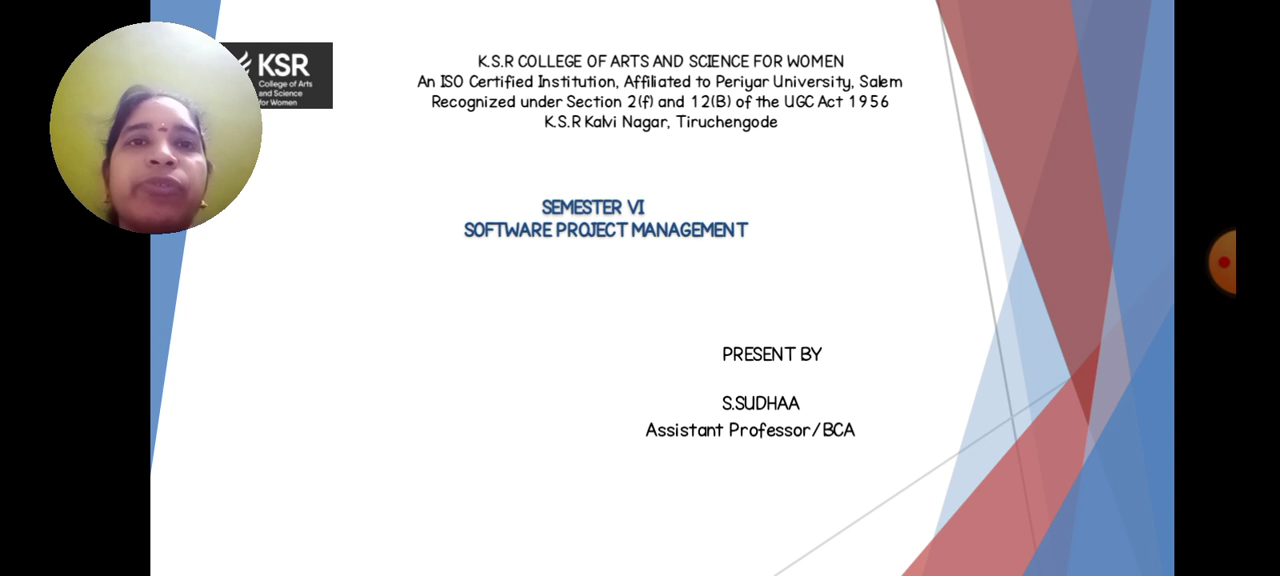 KSR
College of Arts
and Science
for Women
K.S.R COLLEGE OF ARTS AND SCIENCE FOR WOMEN
An ISO Certified Institution, Affiliated to Periyar University, Salem
Recognized under Section 2(f) and 12(B) of the UGC Act 1956
K.S.R Kalvi Nagar, Tiruchengode
SEMESTER VI
SOFTWARE PROJECT MANAGEMENT
PRESENT BY
S.SUDHAA
Assistant Professor/BCA